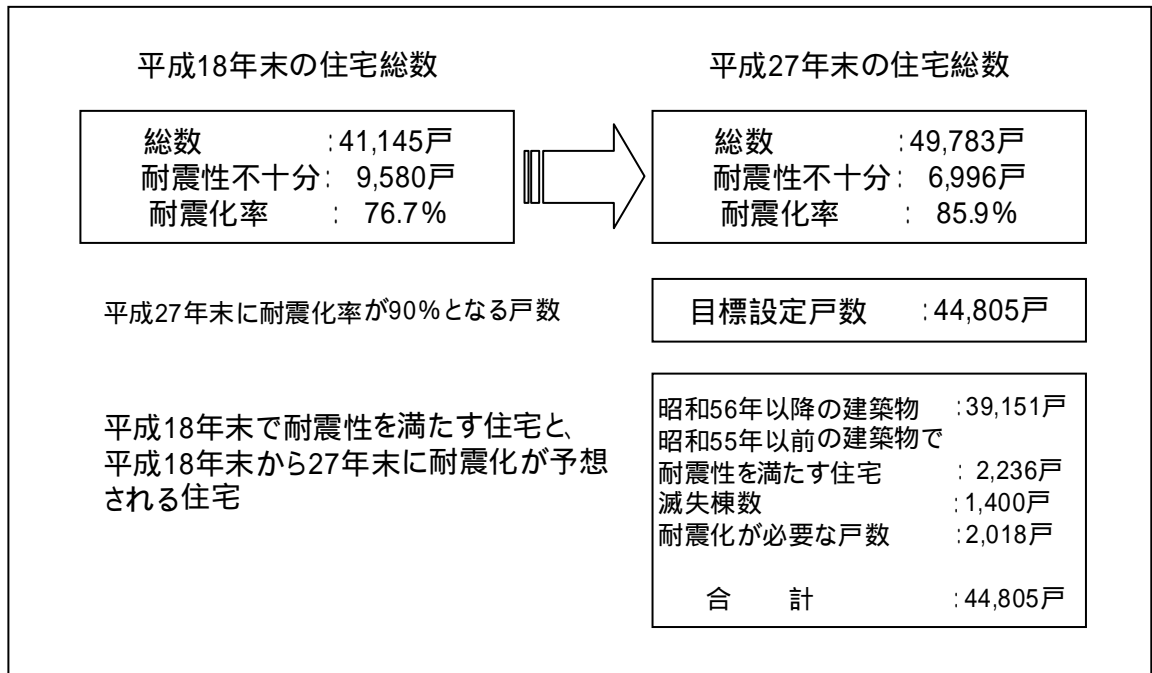 平成18年末の住宅総数
総数 :41,145戸
耐震性不十分: 9,580戸
耐震化率 : 76.7%
平成27年末の住宅総数
総数 :49,783戸
耐震性不十分: 6,996戸
耐震化率 : 85.9%
平成27年末に耐震化率が90%となる戸数
目標設定戸数 :44,805戸
平成18年末で耐震性を満たす住宅と、
平成18年末から27年末に耐震化が予想
される住宅
昭和56年以降の建築物 :39,151戸
昭和55年以前の建築物で
耐震性を満たす住宅 : 2,236戸
滅失棟数 :1,400戸
耐震化が必要な戸数 :2,018戸
合 計 :44,805戸